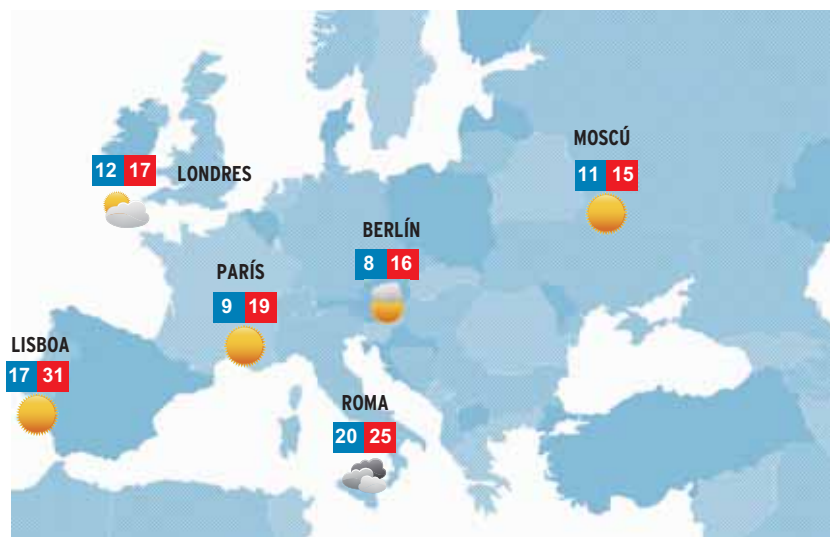 MOSCÚ
11 15
12 17 LONDRES
BERLÍN
8 16
PARÍS
9 19
LISBOA
17 31
ROMA
20 25